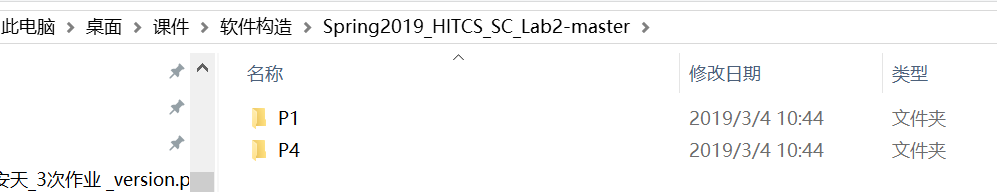 此电脑 › 桌面 › 课件 › 软件构造 › Spring2019_HITCS_SC_Lab2-master ›
名称 修改日期 类型
P1 2019/3/4 10:44 文件夹
P4 2019/3/4 10:44 文件夹
安天_3次作业 _version.p